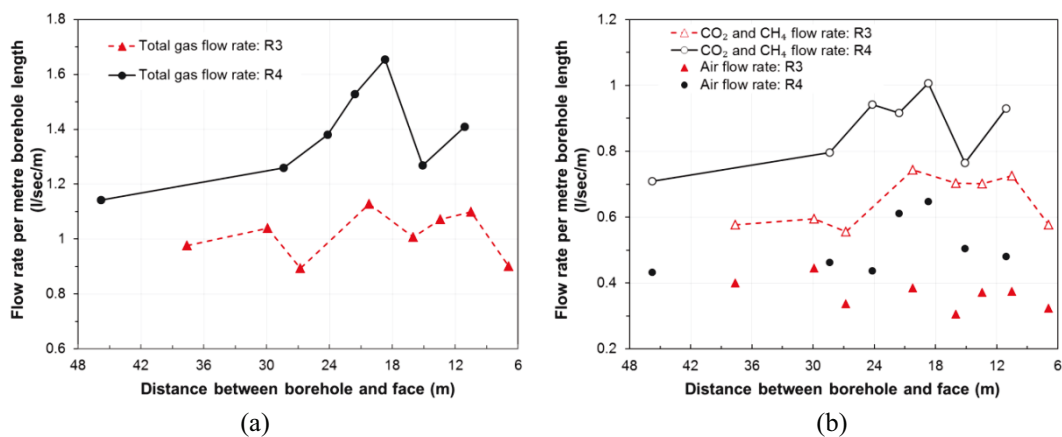 1.8
1.6
1.4
1.2
1
0.8
0.6
Flow rate per metre borehole length
(l/sec/m)
Total gas flow rate: R3
Total gas flow rate: R4
48 42 36 30 24 18 12 6
Distance between borehole and face (m)
(a)
1.2
1
0.8
0.6
0.4
0.2
Flow rate per metre borehole length
(l/sec/m)
CO₂ and CH₄ flow rate: R3
CO₂ and CH₄ flow rate: R4
Air flow rate: R3
Air flow rate: R4
48 42 36 30 24 18 12 6
Distance between borehole and face (m)
(b)